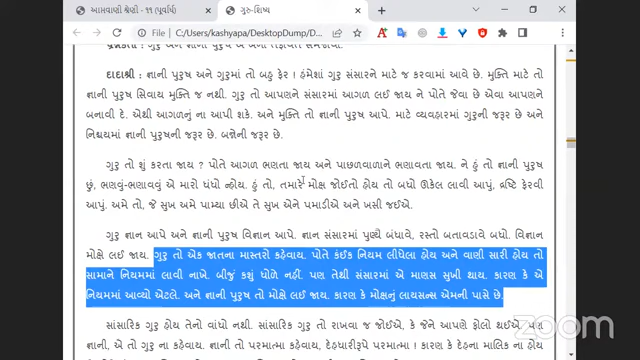 આપ્તવાણી શ્રેણી - ૧૧ (પૂર્વાર્ધ)
ગુરુ-શિષ્ય
File
C:/Users/kashyapa/DesktopDump/D...
દાદાશ્રી : જ્ઞાની પુરુષ અને ગુરુમાં તો બહુ ફેર ! હંમેશાં ગુરુ સંસારને માટે જ કરવામાં આવે છે. મુક્તિ માટે તો
જ્ઞાની પુરુષ સિવાય મુક્તિ જ નથી. ગુરુ તો આપણને સંસારમાં આગળ લઈ જાય ને પોતે જેવા છે એવા આપણને
બનાવી દે. એથી આગળનું ના આપી શકે. અને મુક્તિ તો જ્ઞાની પુરુષ આપે. માટે વ્યવહારમાં ગુરુની જરૂર છે અને
નિશ્ચયમાં જ્ઞાની પુરુષની જરૂર છે. બન્નેની જરૂર છે.
ગુરુ તો શું કરતા જાય ? પોતે આગળ ભણતા જાય અને પાછળવાળાને ભણાવતા જાય. ને હું તો જ્ઞાની પુરુષ
છું, ભણવું-ભણાવવું એ મારો ધંધો ન્હોય. હું તો, તમારે મોક્ષ જોઈતો હોય તો બધો ઉકેલ લાવી આપું, દ્રષ્ટિ ફેરવી
આપું. અમે તો, જે સુખ અમે પામ્યા છીએ તે સુખ એને પમાડીએ અને ખસી જઈએ.
ગુરુ જ્ઞાન આપે અને જ્ઞાની પુરુષ વિજ્ઞાન આપે. જ્ઞાન સંસારમાં પુણ્યૈ બંધાવે, રસ્તો બતાવડાવે બધો. વિજ્ઞાન
મોક્ષે લઈ જાય. ગુરુ તો એક જાતના માસ્તરો કહેવાય. પોતે કંઈક નિયમ લીધેલા હોય અને વાણી સારી હોય તો
સામાને નિયમમાં લાવી નાખે. બીજું કશું ધોળે નહીં. પણ તેથી સંસારમાં એ માણસ સુખી થાય. કારણ કે એ
નિયમમાં આવ્યો એટલે. અને જ્ઞાની પુરુષ તો મોક્ષે લઈ જાય. કારણ કે મોક્ષનું લાયસન્સ એમની પાસે છે.
સાંસારિક ગુરુ હોય તેનો વાંધો નહીં. સાંસારિક ગુરુ તો રાખવા જ જોઈએ કે જેને આપણે ફોલો થઈએ. પણ
જ્ઞાની, એ તો ગુરુ ના કહેવાય. જ્ઞાની તો પરમાત્મા કહેવાય, દેહધારીરૂપે પરમાત્મા ! કારણ કે દેહના માલિક ના હોય
zoom